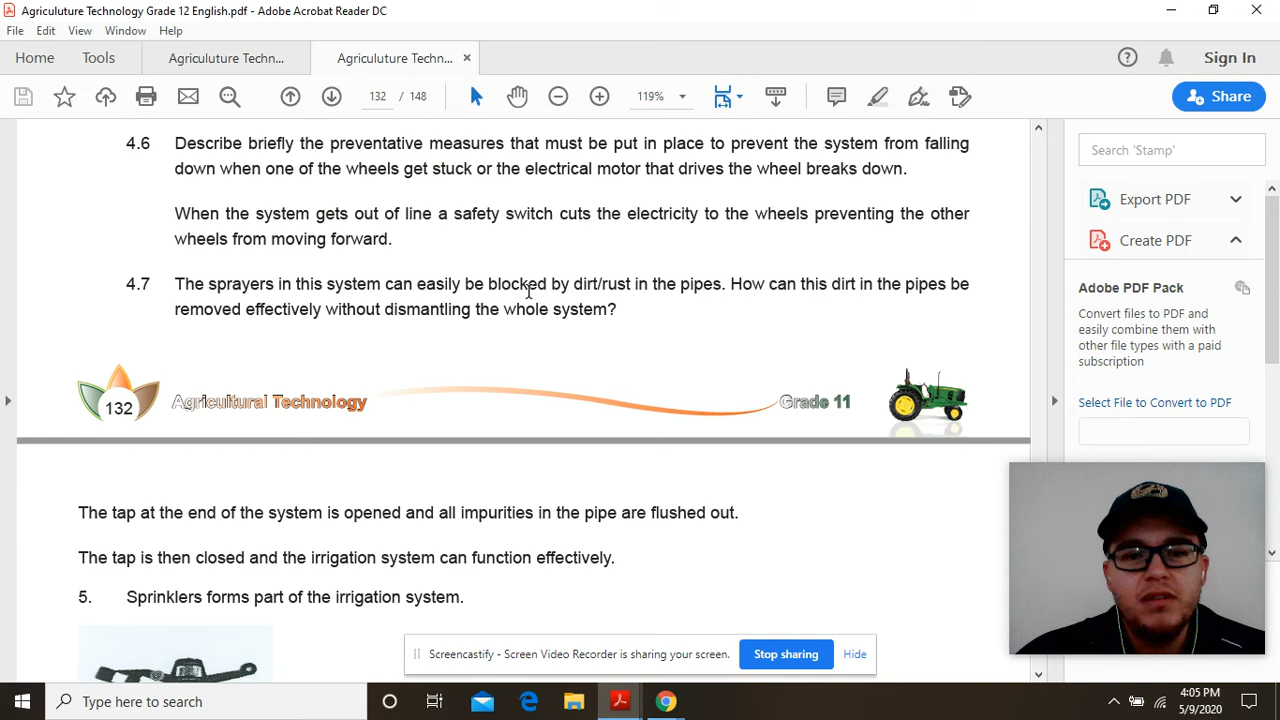 Agriculuture Technology Grade 12 English.pdf - Adobe Acrobat Reader DC
File Edit View Window Help
Home Tools Agriculuture Techn... Agriculuture Techn... × Sign In
132 / 148 119% Share
4.6 Describe briefly the preventative measures that must be put in place to prevent the system from falling
down when one of the wheels get stuck or the electrical motor that drives the wheel breaks down.
When the system gets out of line a safety switch cuts the electricity to the wheels preventing the other
wheels from moving forward.
4.7 The sprayers in this system can easily be blocked by dirt/rust in the pipes. How can this dirt in the pipes be
removed effectively without dismantling the whole system?
132 Agricultural Technology Grade 11
The tap at the end of the system is opened and all impurities in the pipe are flushed out.
The tap is then closed and the irrigation system can function effectively.
5. Sprinklers forms part of the irrigation system.
Search 'Stamp'
Export PDF
Create PDF
Adobe PDF Pack
Convert files to PDF and
easily combine them with
other file types with a paid
subscription
Select File to Convert to PDF
Screencastify - Screen Video Recorder is sharing your screen. Stop sharing Hide
Type here to search
4:05 PM
5/9/2020